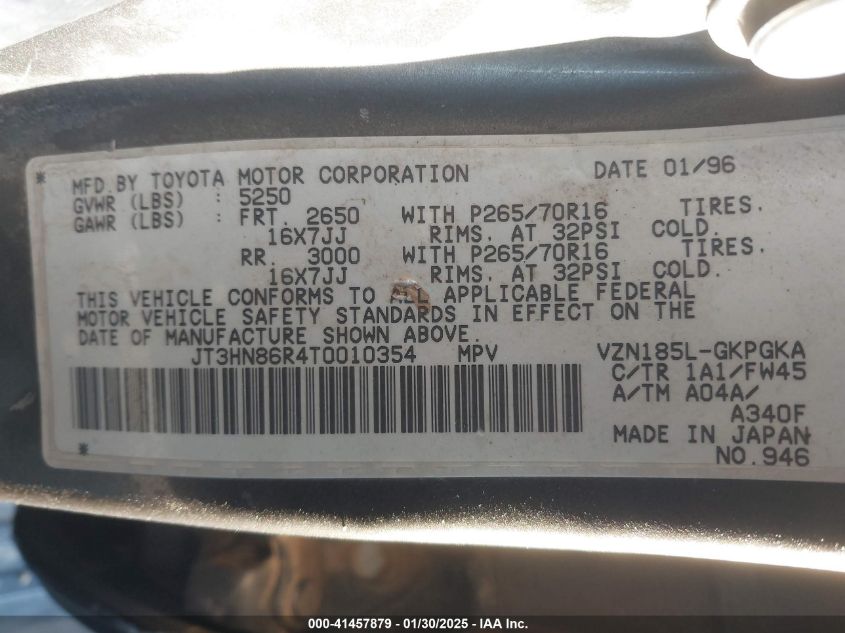 * MFD.BY TOYOTA MOTOR CORPORATION DATE 01/96
GVWR (LBS) : 5250
GAWR (LBS) : FRT. 2650 WITH P265/70R16 TIRES.
16X7JJ RIMS. AT 32PSI COLD.
RR. 3000 WITH P265/70R16 TIRES.
16X7JJ RIMS. AT 32PSI COLD.
THIS VEHICLE CONFORMS TO ALL APPLICABLE FEDERAL
MOTOR VEHICLE SAFETY STANDARDS IN EFFECT ON THE
DATE OF MANUFACTURE SHOWN ABOVE.
JT3HN86R4T0010354 MPV VZN185L-GKPGKA
C/TR 1A1/FW45
A/TM A04A/
A340F
* MADE IN JAPAN
NO.946
000-41457879 - 01/30/2025 - IAA Inc.